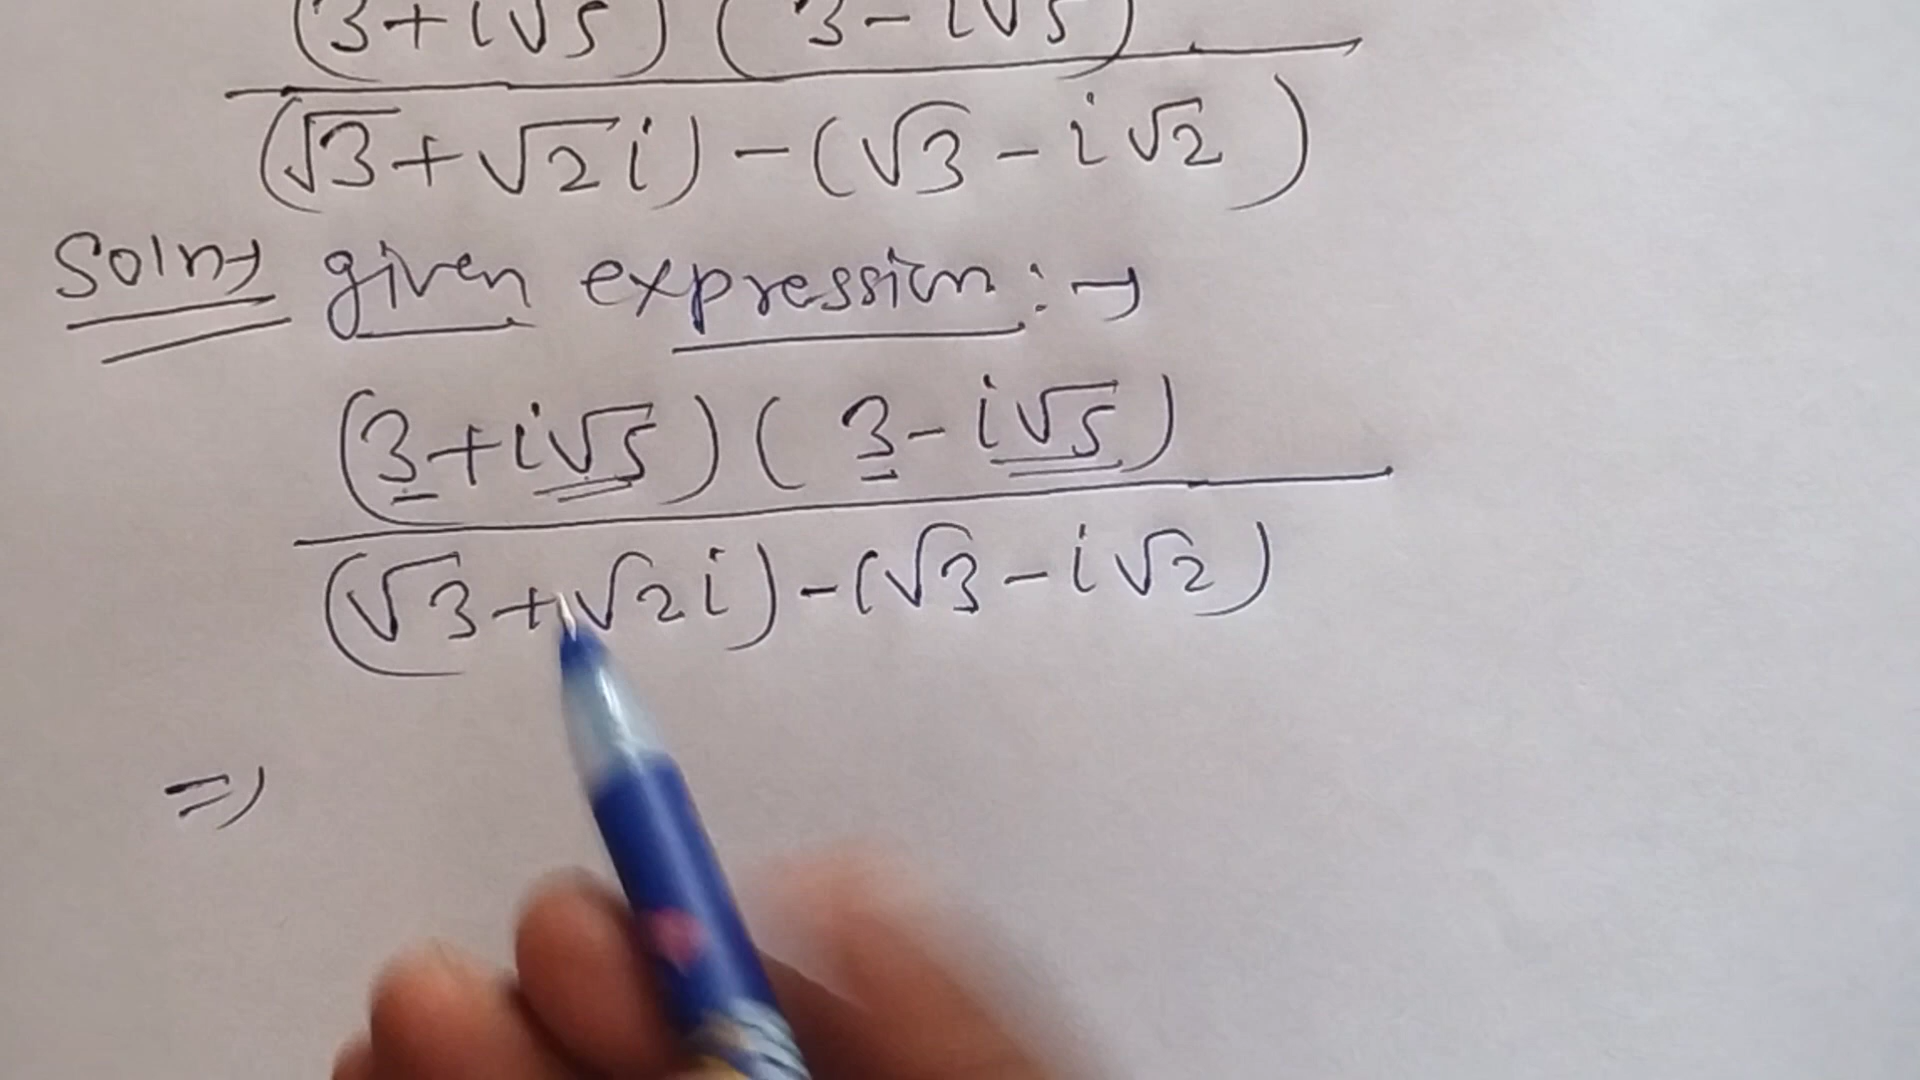 (3+i√5) (3-i√5)
(√3+√2i)-(√3-i√2)
Soln→ given expression:→
(3+i√5)(3-i√5)
(√3+√2i)-(√3-i√2)
=)